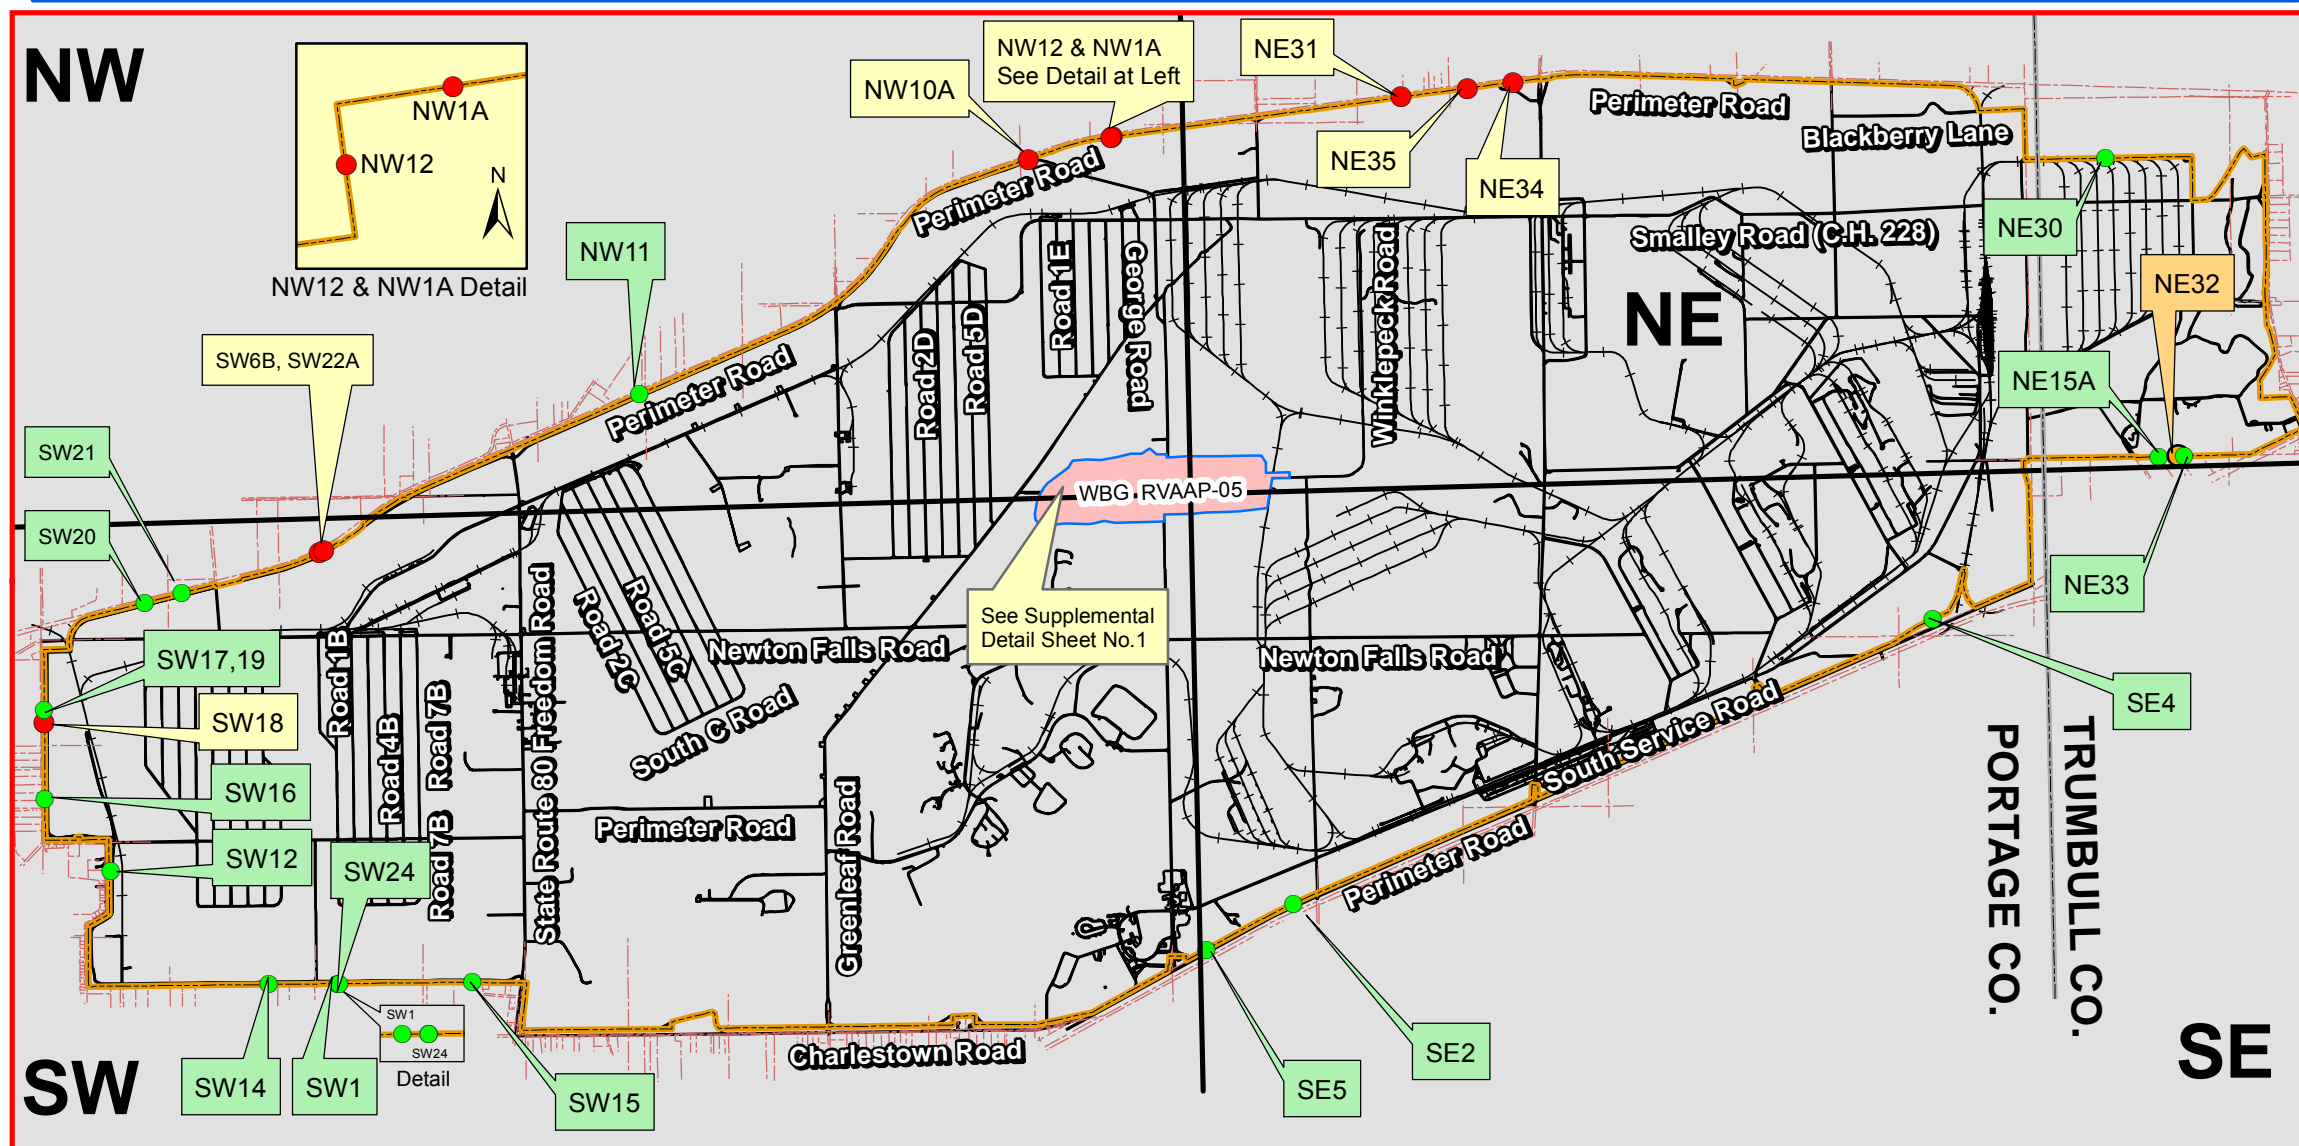 NW
NW1A
NW12
N
NW12 & NW1A Detail
NW10A
NW12 & NW1A
See Detail at Left
NE31
NE35
NE34
Perimeter Road
Blackberry Lane
NE30
Smalley Road (C.H. 228)
NE32
NE
NE15A
NE33
NW11
Perimeter Road
Road 1E
George Road
Winklepeck Road
Road 2D
Road 5D
Perimeter Road
SW6B, SW22A
SW21
SW20
WBG RVAAP-05
See Supplemental
Detail Sheet No.1
SW17,19
SW18
SW16
SW12
SW24
Road 1B
Road 4B
Road 7B
Road 7B
State Route 80 Freedom Road
Road 2C
Road 5C
South C Road
Newton Falls Road
Newton Falls Road
Perimeter Road
Greenleaf Road
South Service Road
Perimeter Road
SE4
PORTAGE CO.
TRUMBULL CO.
SW
SW14
SW1
SW1
SW24
Detail
SW15
Charlestown Road
SE5
SE2
SE